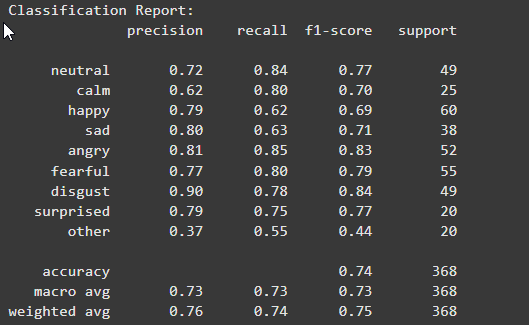 Classification Report:
precision recall f1-score support
neutral 0.72 0.84 0.77 49
calm 0.62 0.80 0.70 25
happy 0.79 0.62 0.69 60
sad 0.80 0.63 0.71 38
angry 0.81 0.85 0.83 52
fearful 0.77 0.80 0.79 55
disgust 0.90 0.78 0.84 49
surprised 0.79 0.75 0.77 20
other 0.37 0.55 0.44 20
accuracy 0.74 368
macro avg 0.73 0.73 0.73 368
weighted avg 0.76 0.74 0.75 368